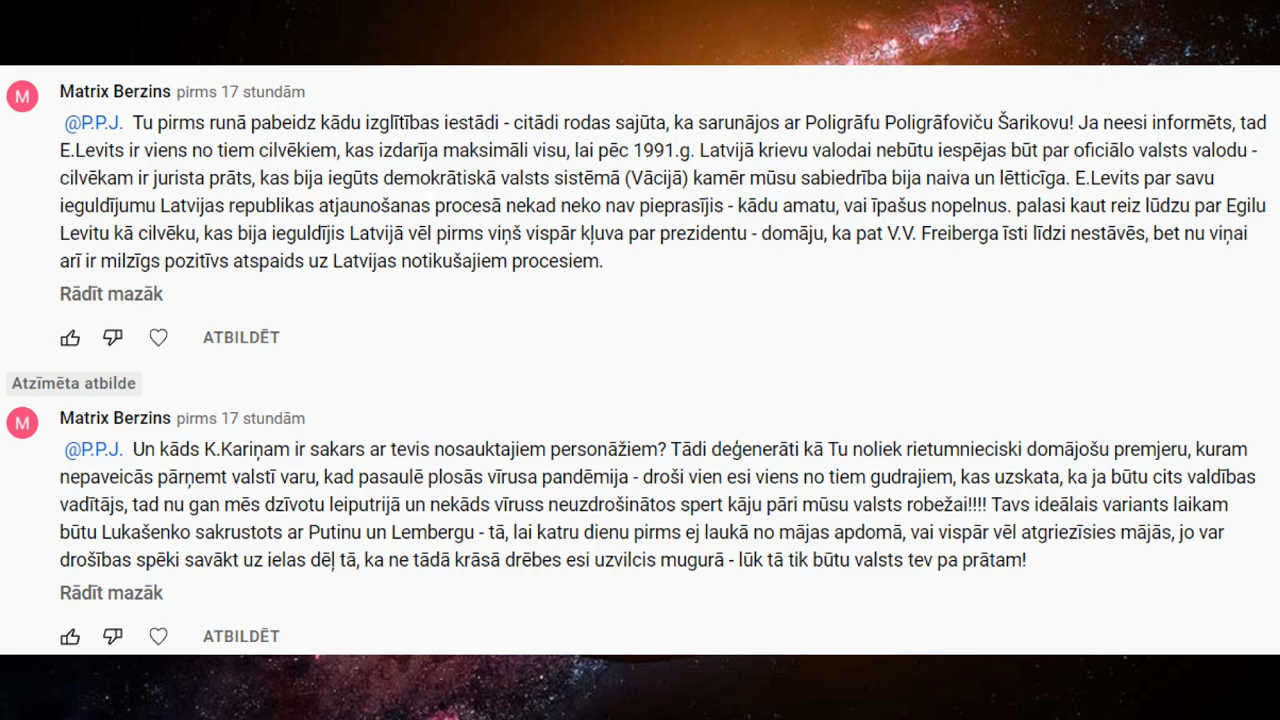 M
Matrix Berzins pirms 17 stundām
@P.P.J. Tu pirms runā pabeidz kādu izglītības iestādi - citādi rodas sajūta, ka sarunājos ar Poligrāfu Poligrāfoviču Šarikovu! Ja neesi informēts, tad
E.Levits ir viens no tiem cilvēkiem, kas izdarīja maksimāli visu, lai pēc 1991.g. Latvijā krievu valodai nebūtu iespējas būt par oficiālo valsts valodu -
cilvēkam ir jurista prāts, kas bija iegūts demokrātiskā valsts sistēmā (Vācijā) kamēr mūsu sabiedrība bija naiva un lētticīga. E.Levits par savu
ieguldījumu Latvijas republikas atjaunošanas procesā nekad neko nav pieprasījis - kādu amatu, vai īpašus nopelnus. palasi kaut reiz lūdzu par Egilu
Levitu kā cilvēku, kas bija ieguldījis Latvijā vēl pirms viņš vispār kļuva par prezidentu - domāju, ka pat V.V. Freiberga īsti līdzi nestāvēs, bet nu viņai
arī ir milzīgs pozitīvs atspaids uz Latvijas notikušajiem procesiem.
Rādīt mazāk
ATBILDĒT
Atzīmēta atbilde
M
Matrix Berzins pirms 17 stundām
@P.P.J. Un kāds K.Kariņam ir sakars ar tevis nosauktajiem personāžiem? Tādi deģenerāti kā Tu noliek rietumnieciski domājošu premjeru, kuram
nepaveicās pārņemt valstī varu, kad pasaulē plosās vīrusa pandēmija - droši vien esi viens no tiem gudrajiem, kas uzskata, ka ja būtu cits valdības
vadītājs, tad nu gan mēs dzīvotu leiputrijā un nekāds vīruss neuzdrošinātos spert kāju pāri mūsu valsts robežai!!!! Tavs ideālais variants laikam
būtu Lukašenko sakrustots ar Putinu un Lembergu - tā, lai katru dienu pirms ej laukā no mājas apdomā, vai vispār vēl atgriezīsies mājās, jo var
drošības spēki savākt uz ielas dēļ tā, ka ne tādā krāsā drēbes esi uzvilcis mugurā - lūk tā tik būtu valsts tev pa prātam!
Rādīt mazāk
ATBILDĒT